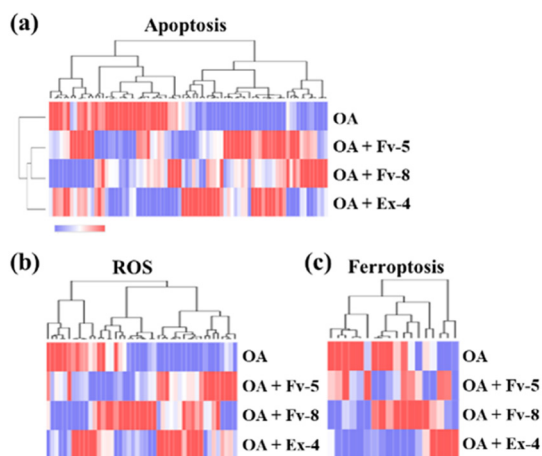 (a)
Apoptosis
OA
OA + Fv-5
OA + Fv-8
OA + Ex-4
(b)
ROS
OA
OA + Fv-5
OA + Fv-8
OA + Ex-4
(c)
Ferroptosis
OA
OA + Fv-5
OA + Fv-8
OA + Ex-4